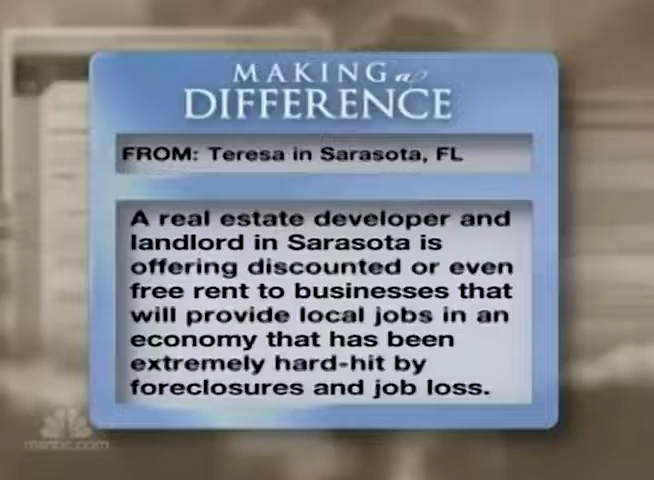 MAKING a
DIFFERENCE
FROM: Teresa in Sarasota, FL
A real estate developer and
landlord in Sarasota is
offering discounted or even
free rent to businesses that
will provide local jobs in an
economy that has been
extremely hard-hit by
foreclosures and job loss.
msnbc.com